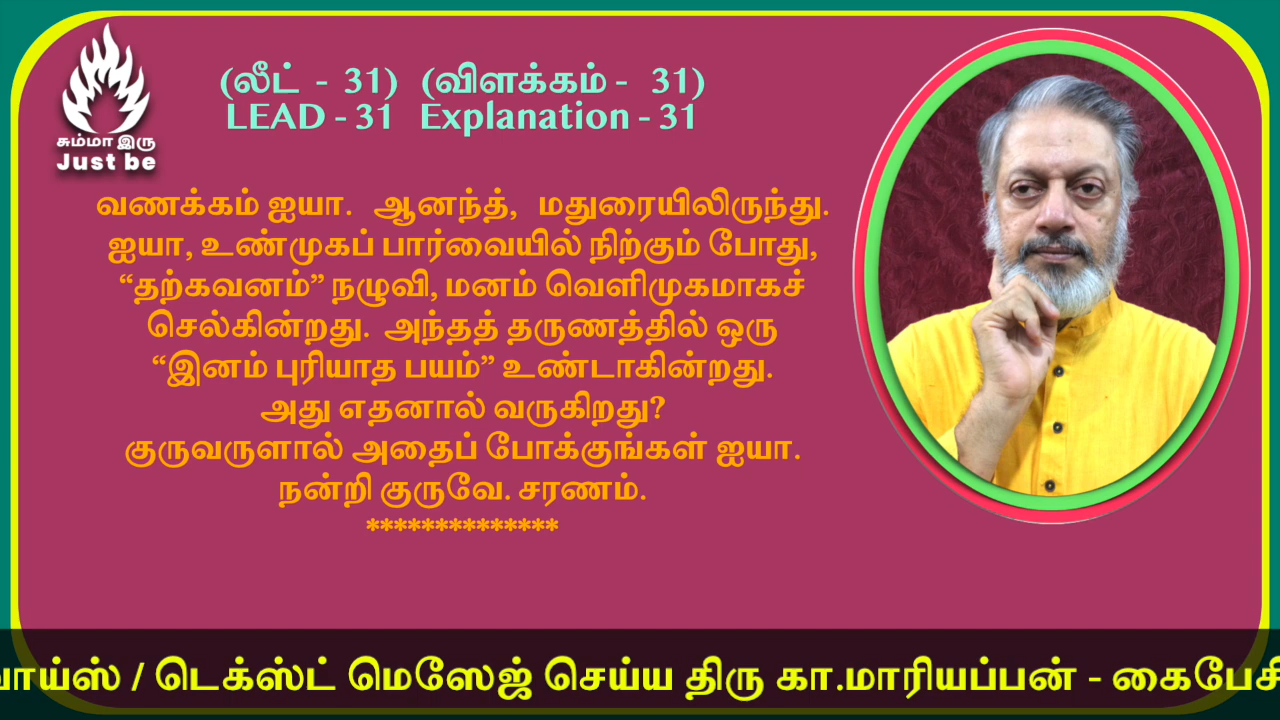 சும்மா இரு
Just be
(லீட் - 31) (விளக்கம் - 31)
LEAD - 31 Explanation - 31
வணக்கம் ஐயா. ஆனந்த், மதுரையிலிருந்து.
ஐயா, உண்முகப் பார்வையில் நிற்கும் போது,
“தற்கவனம்” நழுவி, மனம் வெளிமுகமாகச்
செல்கின்றது. அந்தத் தருணத்தில் ஒரு
“இனம் புரியாத பயம்” உண்டாகின்றது.
அது எதனால் வருகிறது?
குருவருளால் அதைப் போக்குங்கள் ஐயா.
நன்றி குருவே. சரணம்.
**************
/ டெக்ஸ்ட் மெஸேஜ் செய்ய திரு கா.மாரியப்பன் -